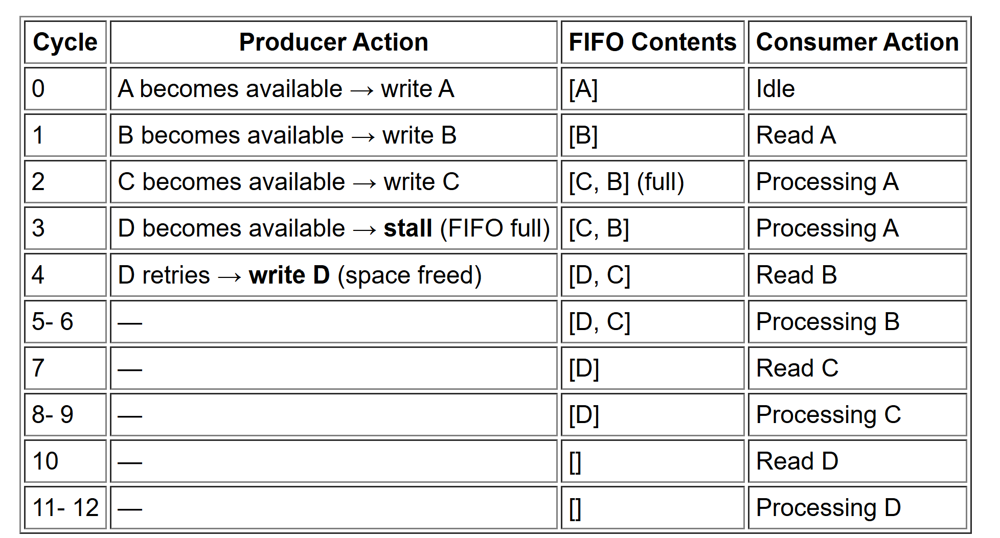 Cycle Producer Action FIFO Contents Consumer Action
0 A becomes available → write A [A] Idle
1 B becomes available → write B [B] Read A
2 C becomes available → write C [C, B] (full) Processing A
3 D becomes available → stall (FIFO full) [C, B] Processing A
4 D retries → write D (space freed) [D, C] Read B
5- 6 — [D, C] Processing B
7 — [D] Read C
8- 9 — [D] Processing C
10 — [] Read D
11- 12 — [] Processing D